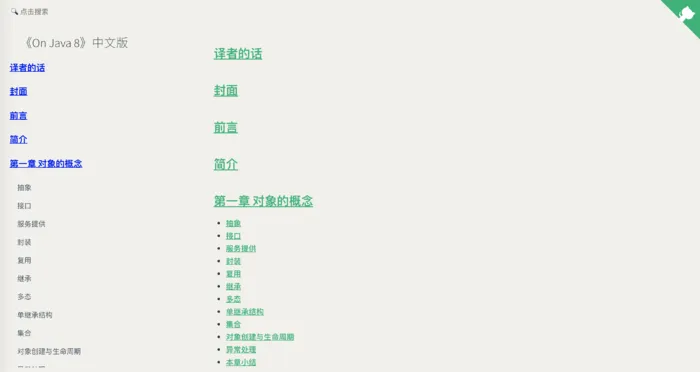 点击搜索
《On Java 8》中文版
译者的话
封面
前言
简介
第一章 对象的概念
抽象
接口
服务提供
封装
复用
继承
多态
单继承结构
集合
对象创建与生命周期
译者的话
封面
前言
简介
第一章 对象的概念
抽象
接口
服务提供
封装
复用
继承
多态
单继承结构
集合
对象创建与生命周期
异常处理
本章小结